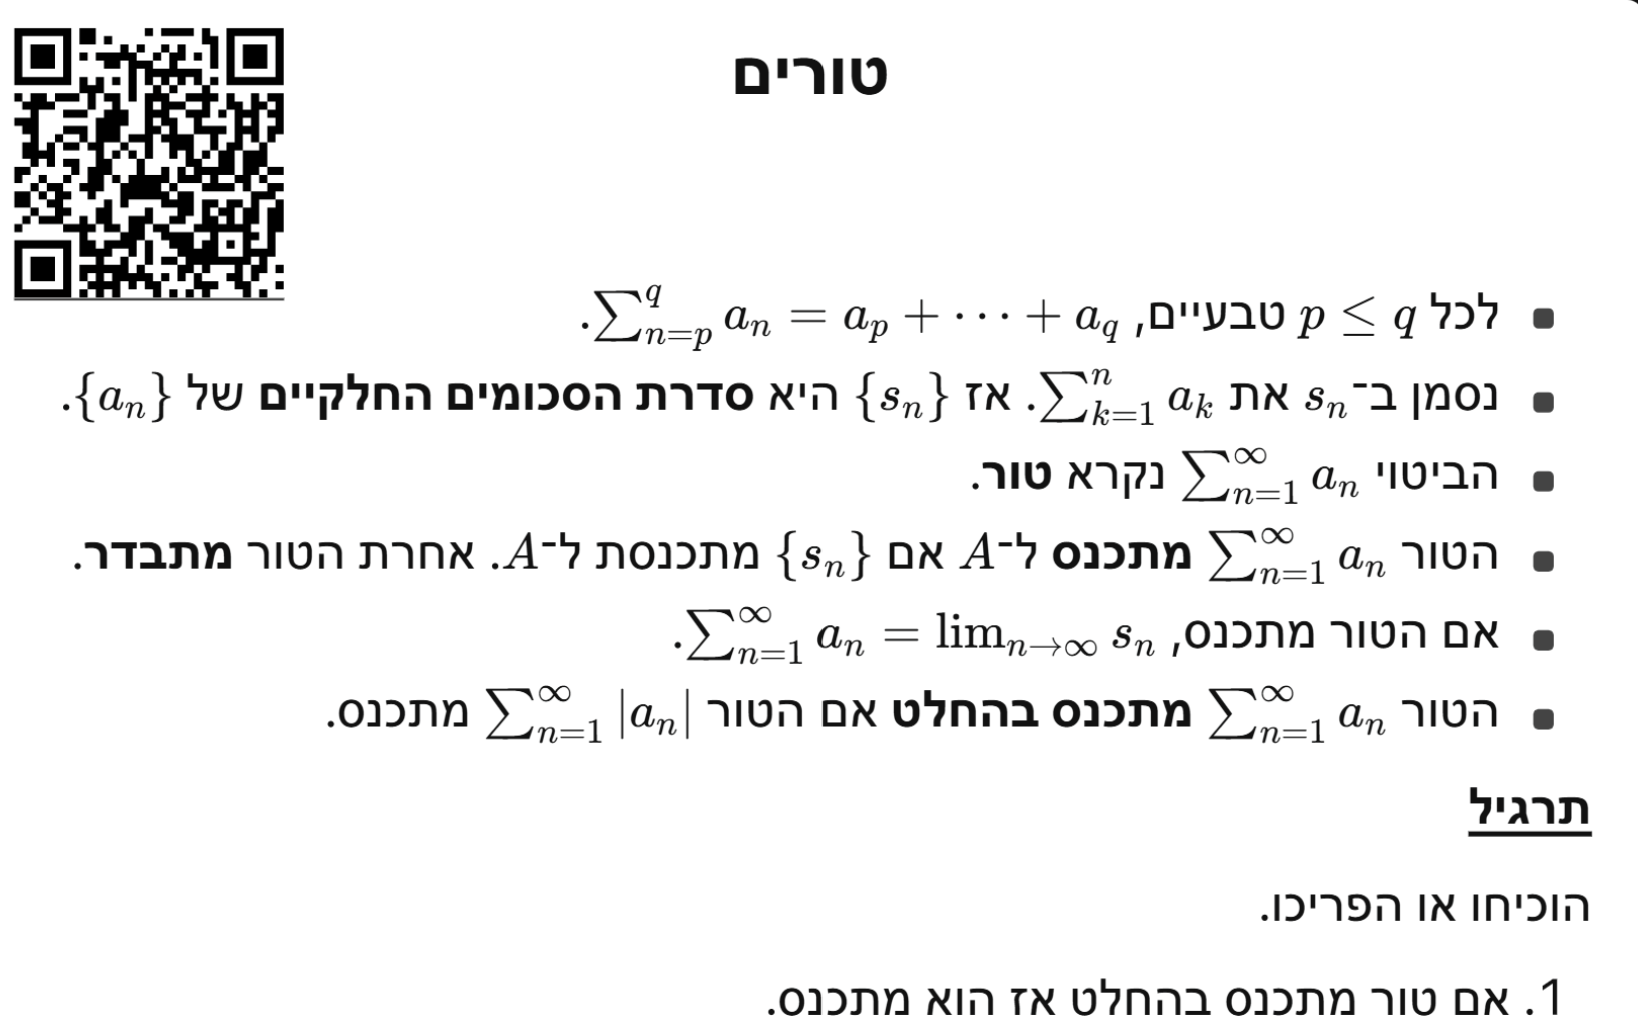 טורים
לכל $p \leq q$ טבעיים, $\sum_{n=p}^{q} a_n = a_p + \cdots + a_q$.
נסמן ב־$s_n$ את $\sum_{k=1}^{n} a_k$. אז $\{s_n\}$ היא סדרת הסכומים החלקיים של $\{a_n\}$.
הביטוי $\sum_{n=1}^{\infty} a_n$ נקרא טור.
הטור $\sum_{n=1}^{\infty} a_n$ מתכנס ל־$A$ אם $\{s_n\}$ מתכנסת ל־$A$. אחרת הטור מתבדר.
אם הטור מתכנס, $\sum_{n=1}^{\infty} a_n = \lim_{n \to \infty} s_n$.
הטור $\sum_{n=1}^{\infty} a_n$ מתכנס בהחלט אם הטור $\sum_{n=1}^{\infty} |a_n|$ מתכנס.
תרגיל
הוכיחו או הפריכו.
1. אם טור מתכנס בהחלט אז הוא מתכנס.